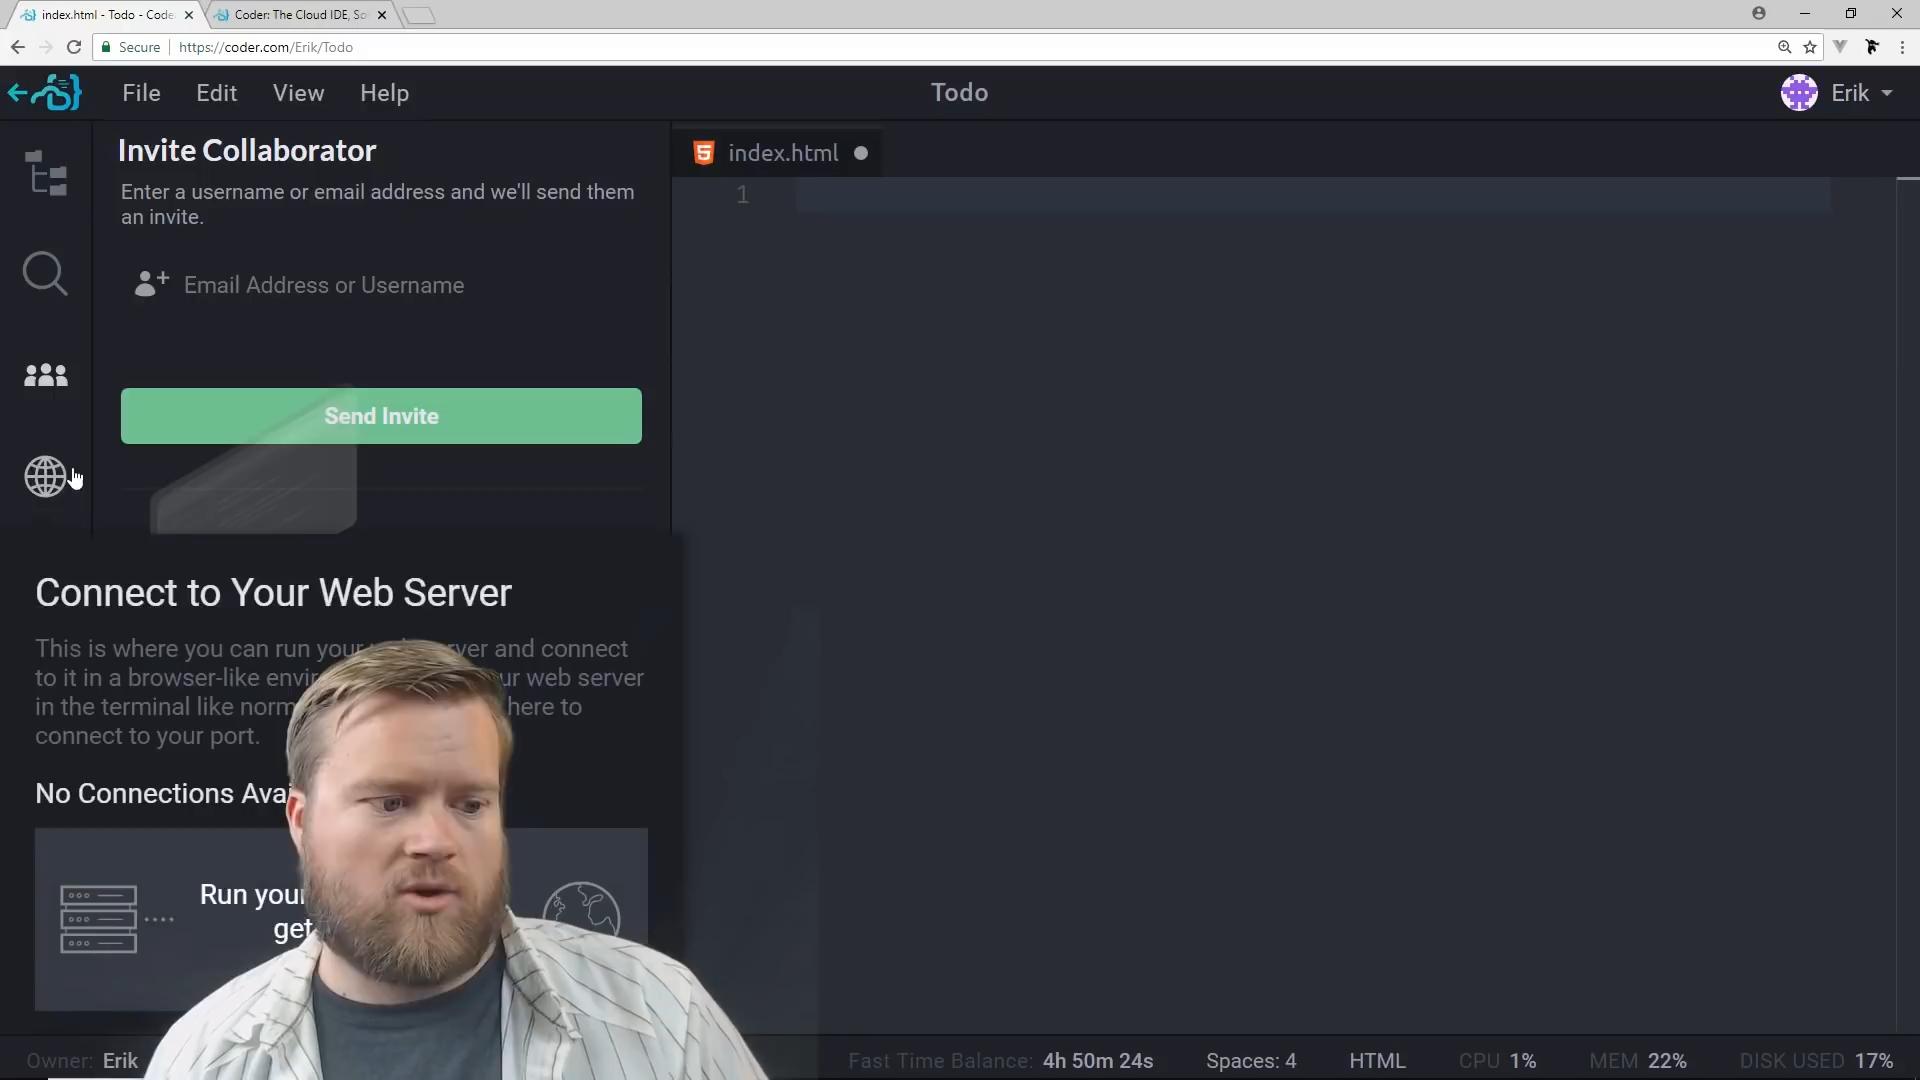 index.html - Todo - Code
Coder: The Cloud IDE, So
Secure
https://coder.com/Erik/Todo
File
Edit
View
Help
Todo
Erik
Invite Collaborator
Enter a username or email address and we'll send them
an invite.
Email Address or Username
Send Invite
index.html
1
Connect to Your Web Server
This is where you can run your server and connect
to it in a browser-like web server
in the terminal like here to
connect to your port.
No Connections
Run your
get
Owner: Erik
Fast Time Balance: 4h 50m 24s
Spaces: 4
HTML
CPU 1%
MEM 22%
DISK USED 17%